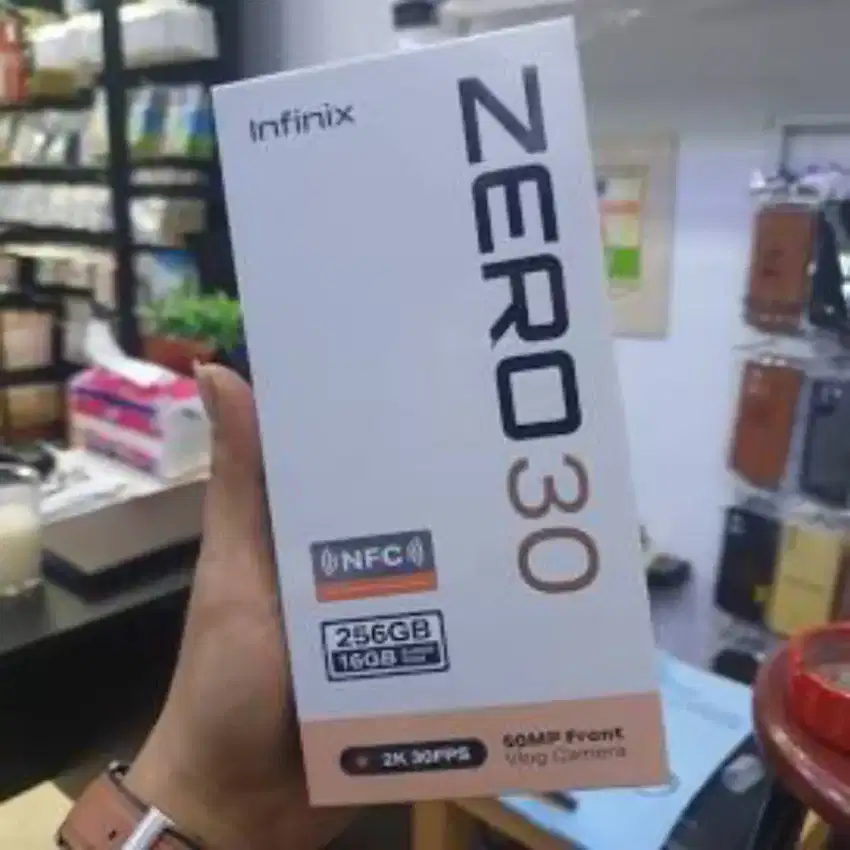 Infinix
ZERO 30
NFC
256GB
16GB
2K 30FPS
50MP Front
Vlog Camera